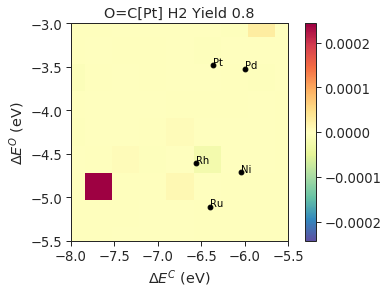 O=C[Pt] H2 Yield 0.8
−3.0
−3.5
−4.0
−4.5
−5.0
−5.5
ΔE^O (eV)
Pt
Pd
Rh
Ni
Ru
−8.0 −7.5 −7.0 −6.5 −6.0 −5.5
ΔE^C (eV)
0.0002
0.0001
0.0000
−0.0001
−0.0002